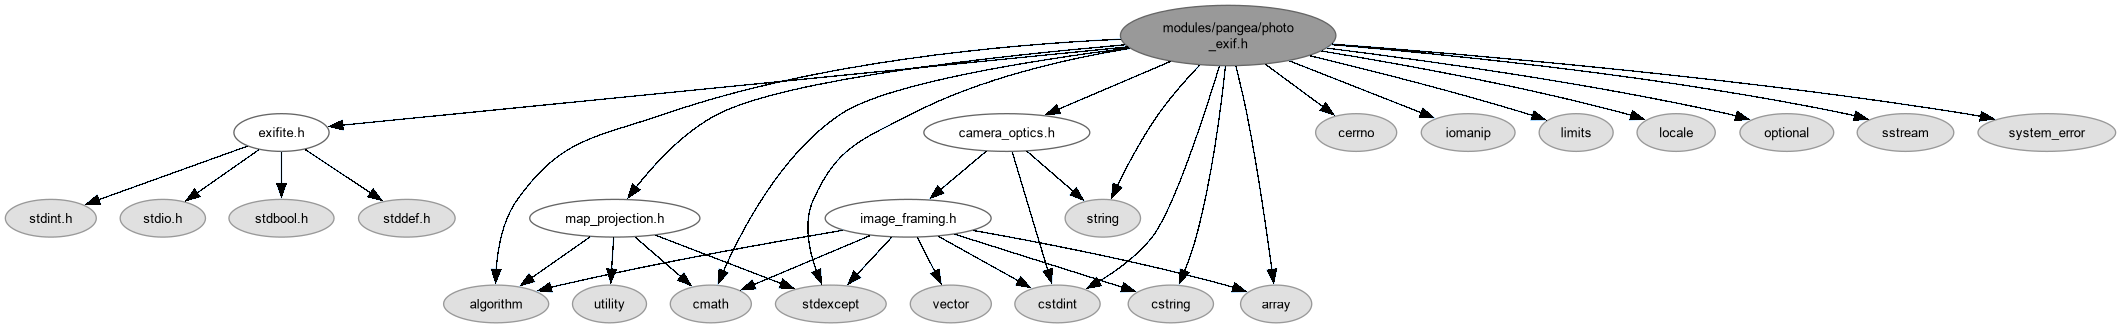 modules/pangea/photo
_exif.h
exifite.h
camera_optics.h
cerrno
iomanip
limits
locale
optional
sstream
system_error
stdint.h
stdio.h
stdbool.h
stddef.h
map_projection.h
image_framing.h
string
algorithm
utility
cmath
stdexcept
vector
cstdint
cstring
array